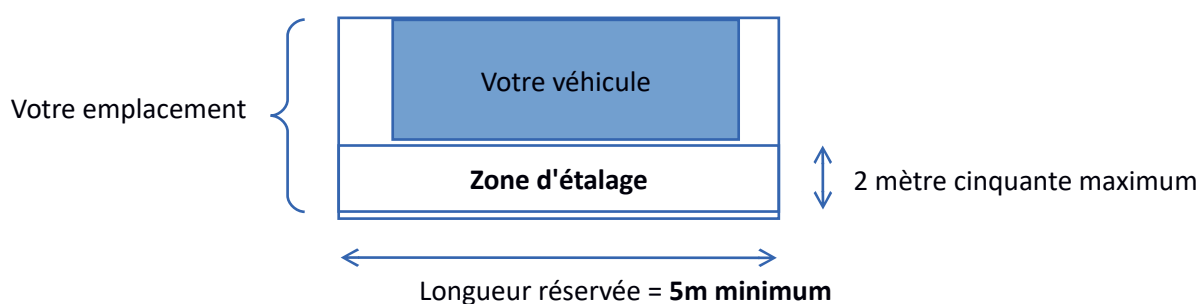 Votre véhicule
Votre emplacement
Zone d'étalage
2 mètre cinquante maximum
Longueur réservée = 5m minimum